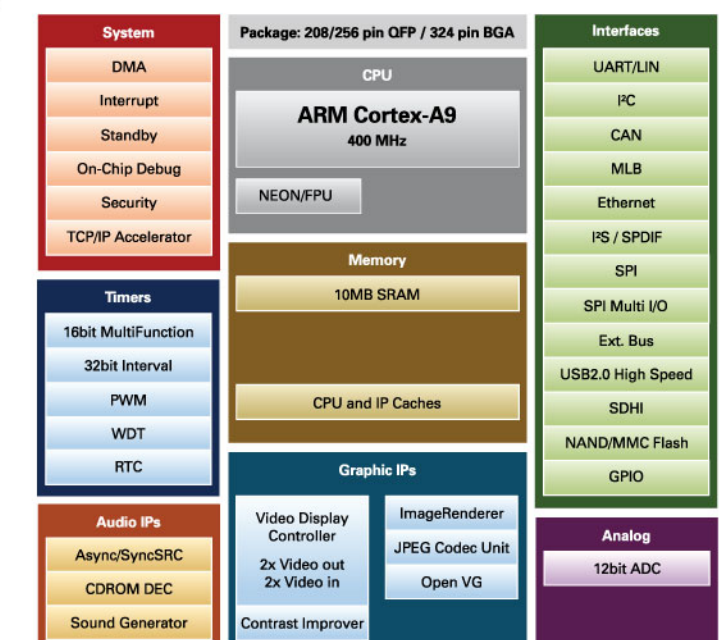 System
DMA
Interrupt
Standby
On-Chip Debug
Security
TCP/IP Accelerator
Timers
16bit MultiFunction
32bit Interval
PWM
WDT
RTC
Audio IPs
Async/SyncSRC
CDROM DEC
Sound Generator
Package: 208/256 pin QFP / 324 pin BGA
CPU
ARM Cortex-A9
400 MHz
NEON/FPU
Memory
10MB SRAM
CPU and IP Caches
Graphic IPs
Video Display
Controller
2x Video out
2x Video in
Contrast Improver
ImageRenderer
JPEG Codec Unit
Open VG
Interfaces
UART/LIN
I²C
CAN
MLB
Ethernet
I²S / SPDIF
SPI
SPI Multi I/O
Ext. Bus
USB2.0 High Speed
SDHI
NAND/MMC Flash
GPIO
Analog
12bit ADC